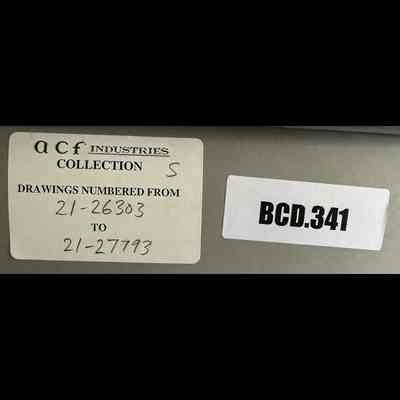 acf INDUSTRIES
COLLECTION S
DRAWINGS NUMBERED FROM
21-26303
TO
21-27793
BCD.341